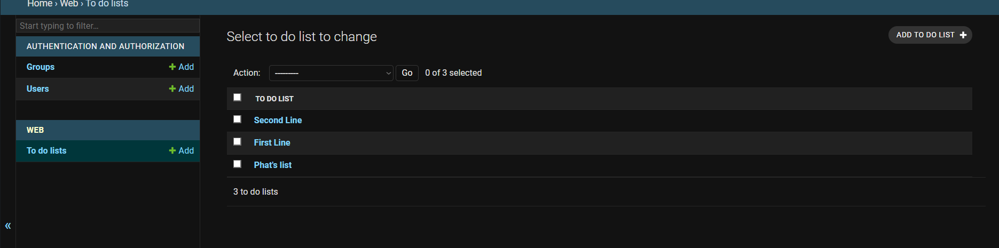 Home › Web › To do lists
Start typing to filter...
AUTHENTICATION AND AUTHORIZATION
Groups + Add
Users + Add
WEB
To do lists + Add
«
Select to do list to change
ADD TO DO LIST +
Action: --------- Go 0 of 3 selected
TO DO LIST
Second Line
First Line
Phat's list
3 to do lists